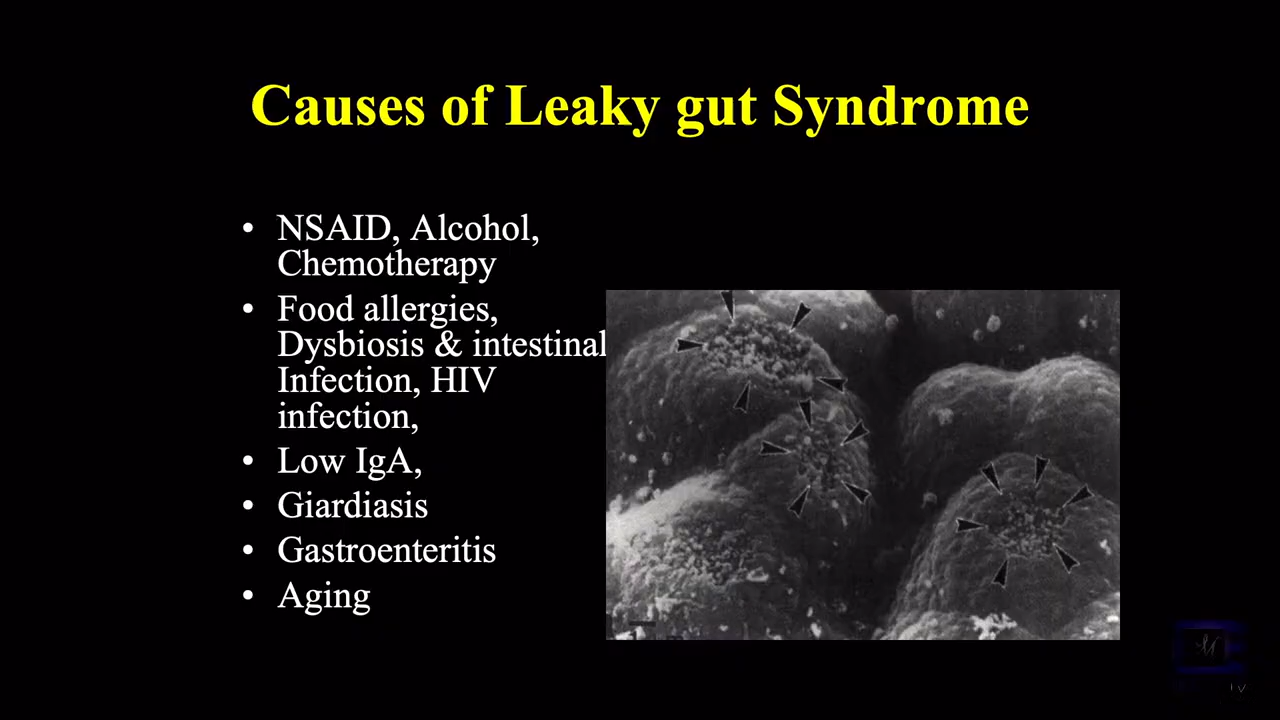 Causes of Leaky gut Syndrome
• NSAID, Alcohol,
Chemotherapy
• Food allergies,
Dysbiosis & intestinal
Infection, HIV
infection,
• Low IgA,
• Giardiasis
• Gastroenteritis
• Aging